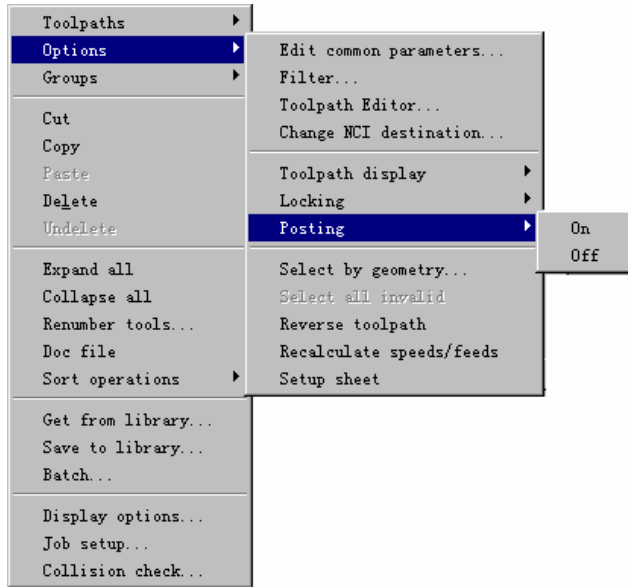 Toolpaths
Options
Groups
Cut
Copy
Paste
Delete
Undelete
Expand all
Collapse all
Renumber tools...
Doc file
Sort operations
Get from library...
Save to library...
Batch...
Display options...
Job setup...
Collision check...
Edit common parameters...
Filter...
Toolpath Editor...
Change NCI destination...
Toolpath display
Locking
Posting
Select by geometry...
Select all invalid
Reverse toolpath
Recalculate speeds/feeds
Setup sheet
On
Off